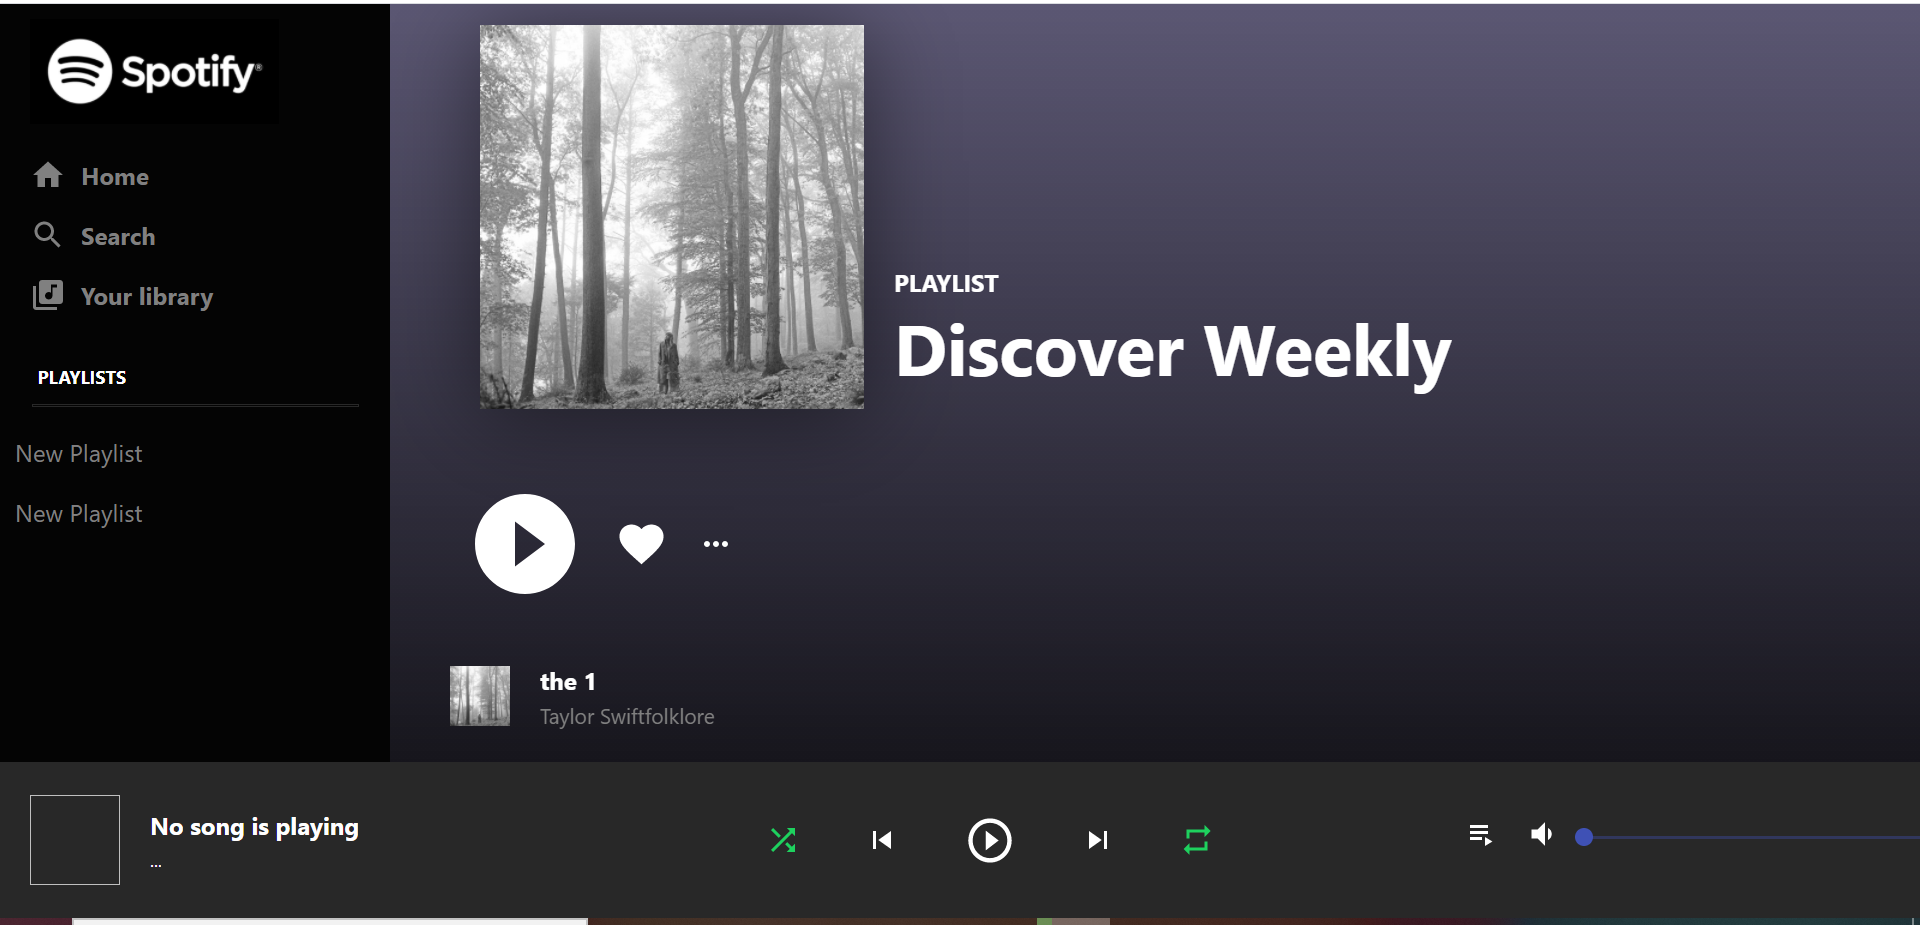 Spotify®
Home
Search
Your library
PLAYLISTS
New Playlist
New Playlist
PLAYLIST
Discover Weekly
the 1
Taylor Swiftfolklore
No song is playing
...